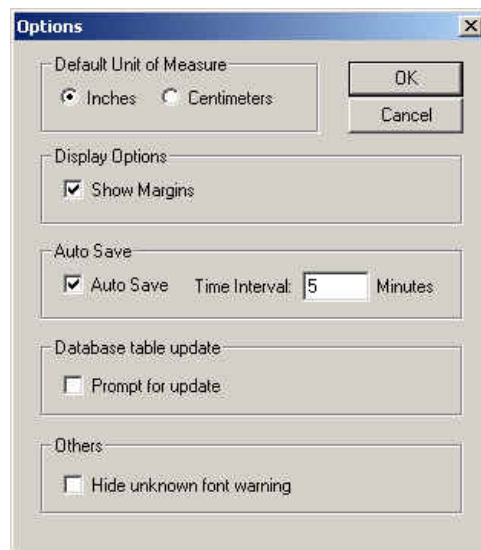 Options
Default Unit of Measure
Inches Centimeters
OK
Cancel
Display Options
Show Margins
Auto Save
Auto Save Time Interval: 5 Minutes
Database table update
Prompt for update
Others
Hide unknown font warning